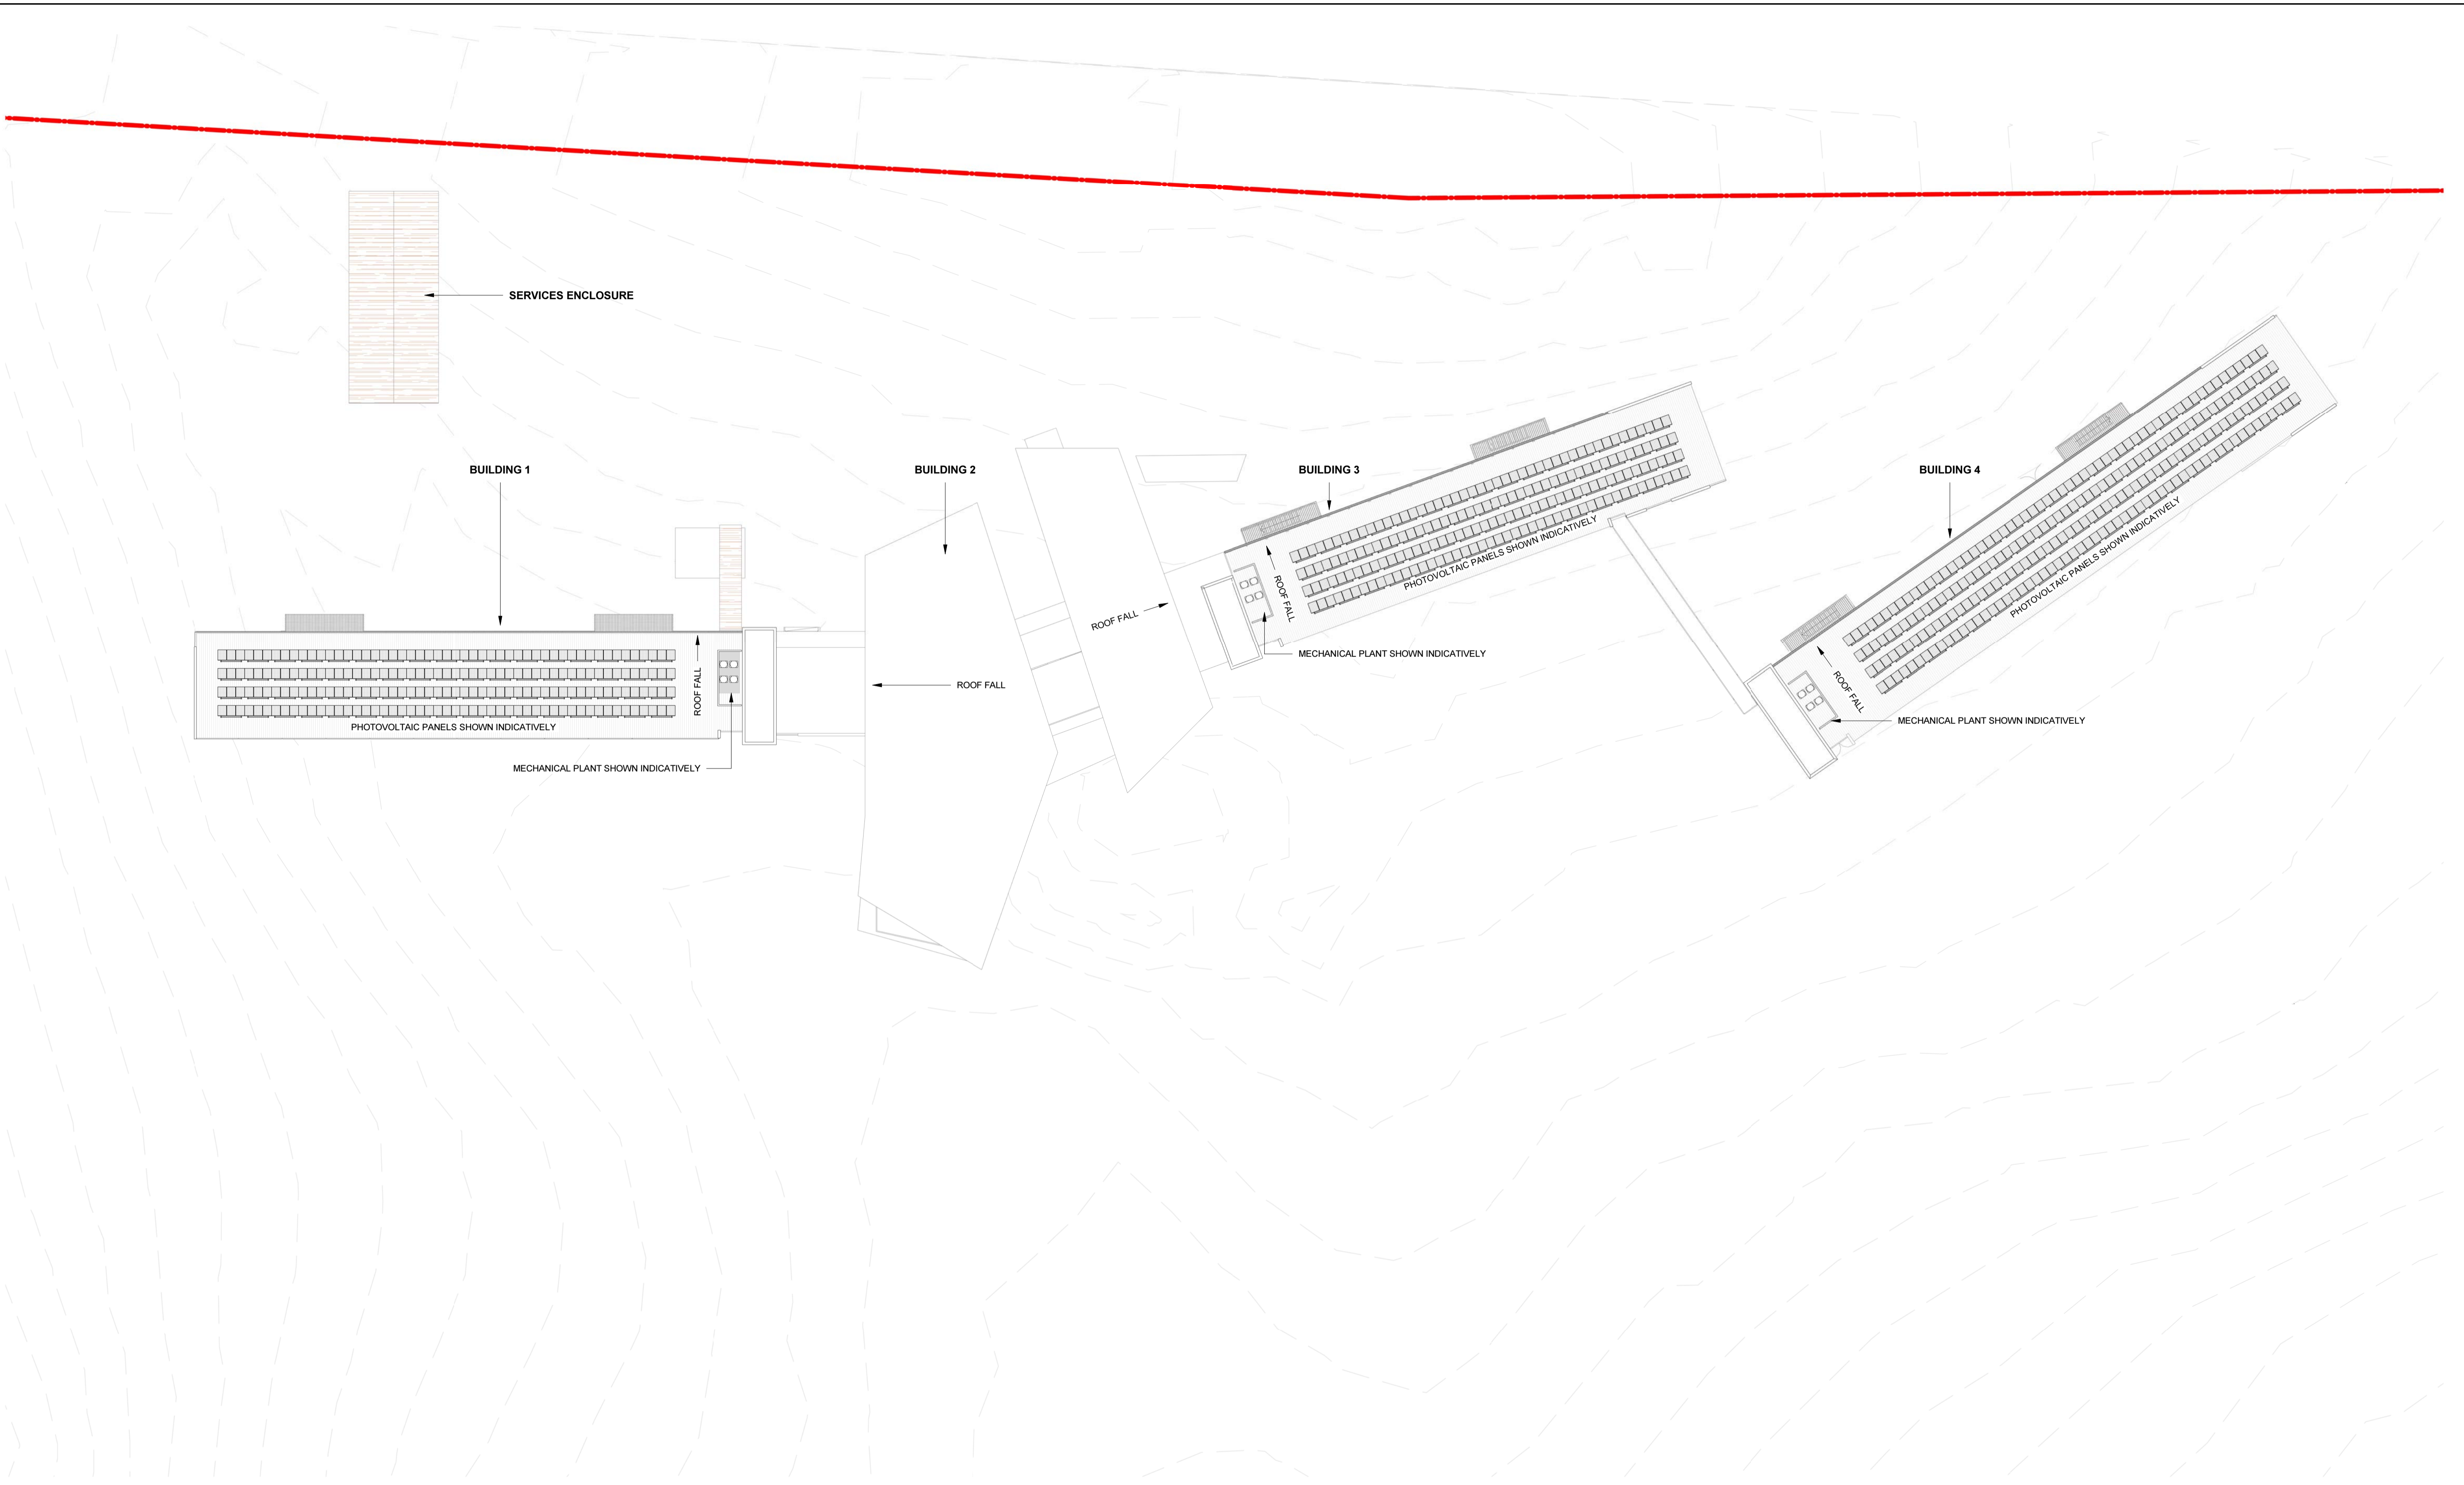 SERVICES ENCLOSURE
BUILDING 1
BUILDING 2
BUILDING 3
BUILDING 4
ROOF FALL
PHOTOVOLTAIC PANELS SHOWN INDICATIVELY
MECHANICAL PLANT SHOWN INDICATIVELY
ROOF FALL
ROOF FALL
ROOF FALL
PHOTOVOLTAIC PANELS SHOWN INDICATIVELY
MECHANICAL PLANT SHOWN INDICATIVELY
ROOF FALL
PHOTOVOLTAIC PANELS SHOWN INDICATIVELY
MECHANICAL PLANT SHOWN INDICATIVELY